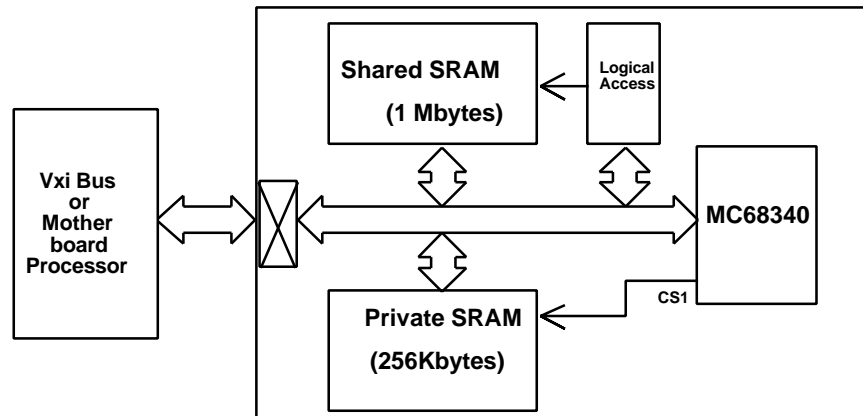 Shared SRAM
(1 Mbytes)
Logical
Access
Vxi Bus
or
Mother
board
Processor
MC68340
CS1
Private SRAM
(256Kbytes)